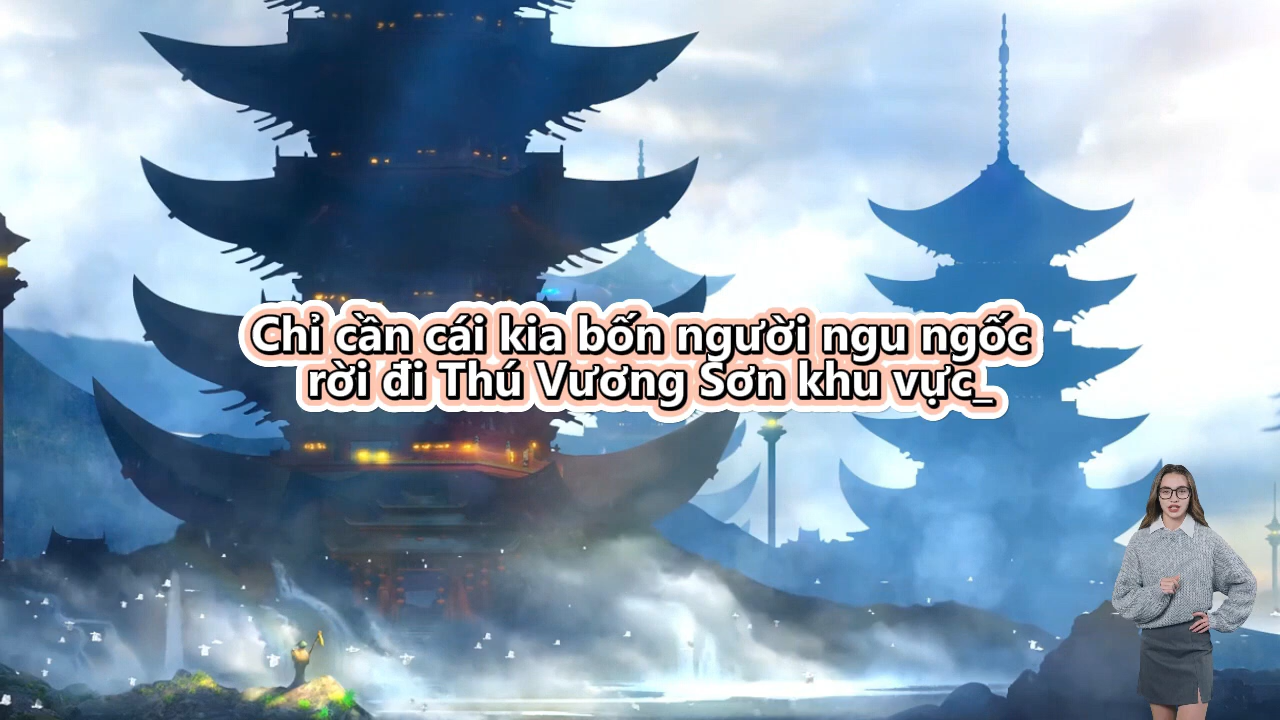 Chỉ cần cái kia bốn người ngu ngốc
rời đi Thú Vương Sơn khu vực_